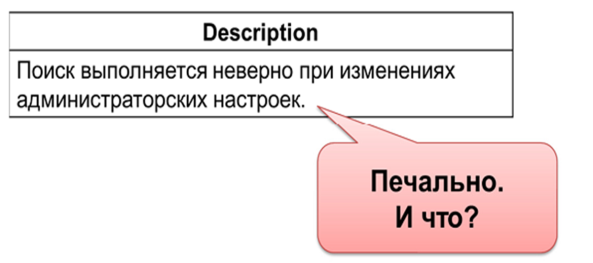 Description
Поиск выполняется неверно при изменениях
администраторских настроек.
Печально.
И что?